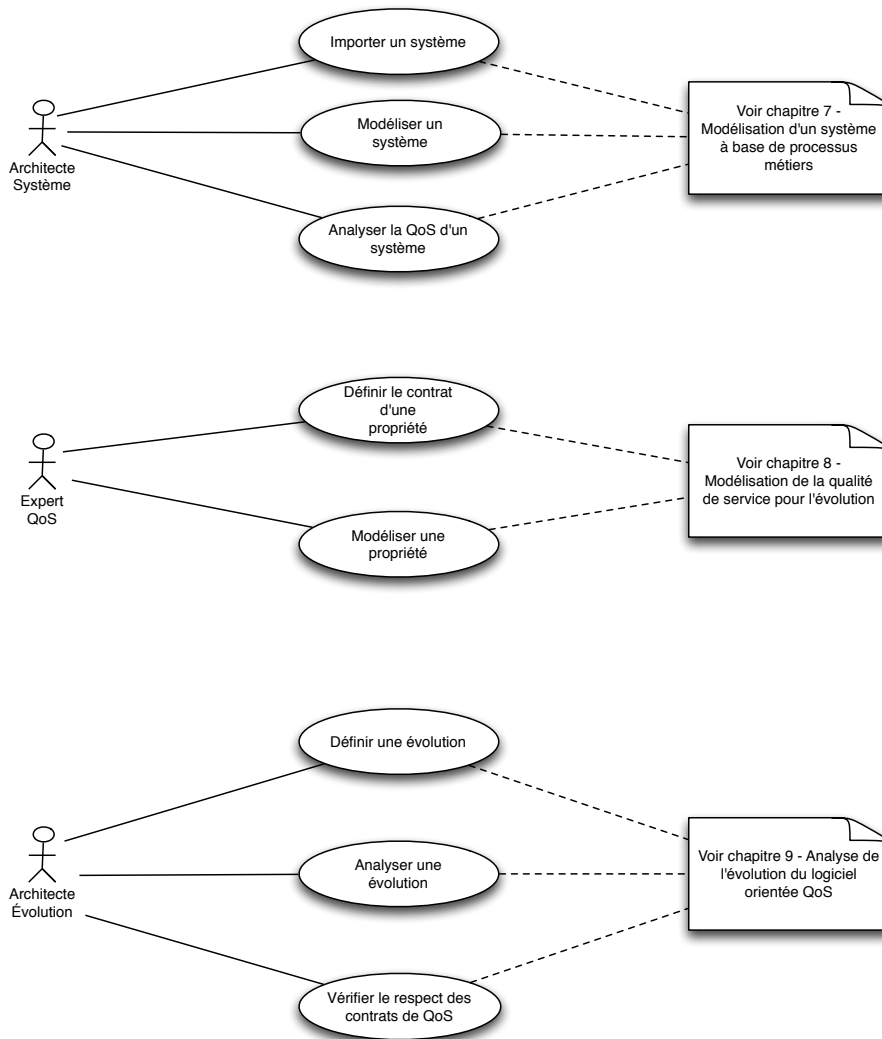 Importer un système
Modéliser un
système
Analyser la QoS d'un
système
Architecte
Système
Voir chapitre 7 -
Modélisation d'un système
à base de processus
métiers
Définir le contrat
d'une
propriété
Modéliser une
propriété
Expert
QoS
Voir chapitre 8 -
Modélisation de la qualité
de service pour l'évolution
Définir une évolution
Analyser une
évolution
Vérifier le respect des
contrats de QoS
Architecte
Évolution
Voir chapitre 9 - Analyse de
l'évolution du logiciel
orientée QoS